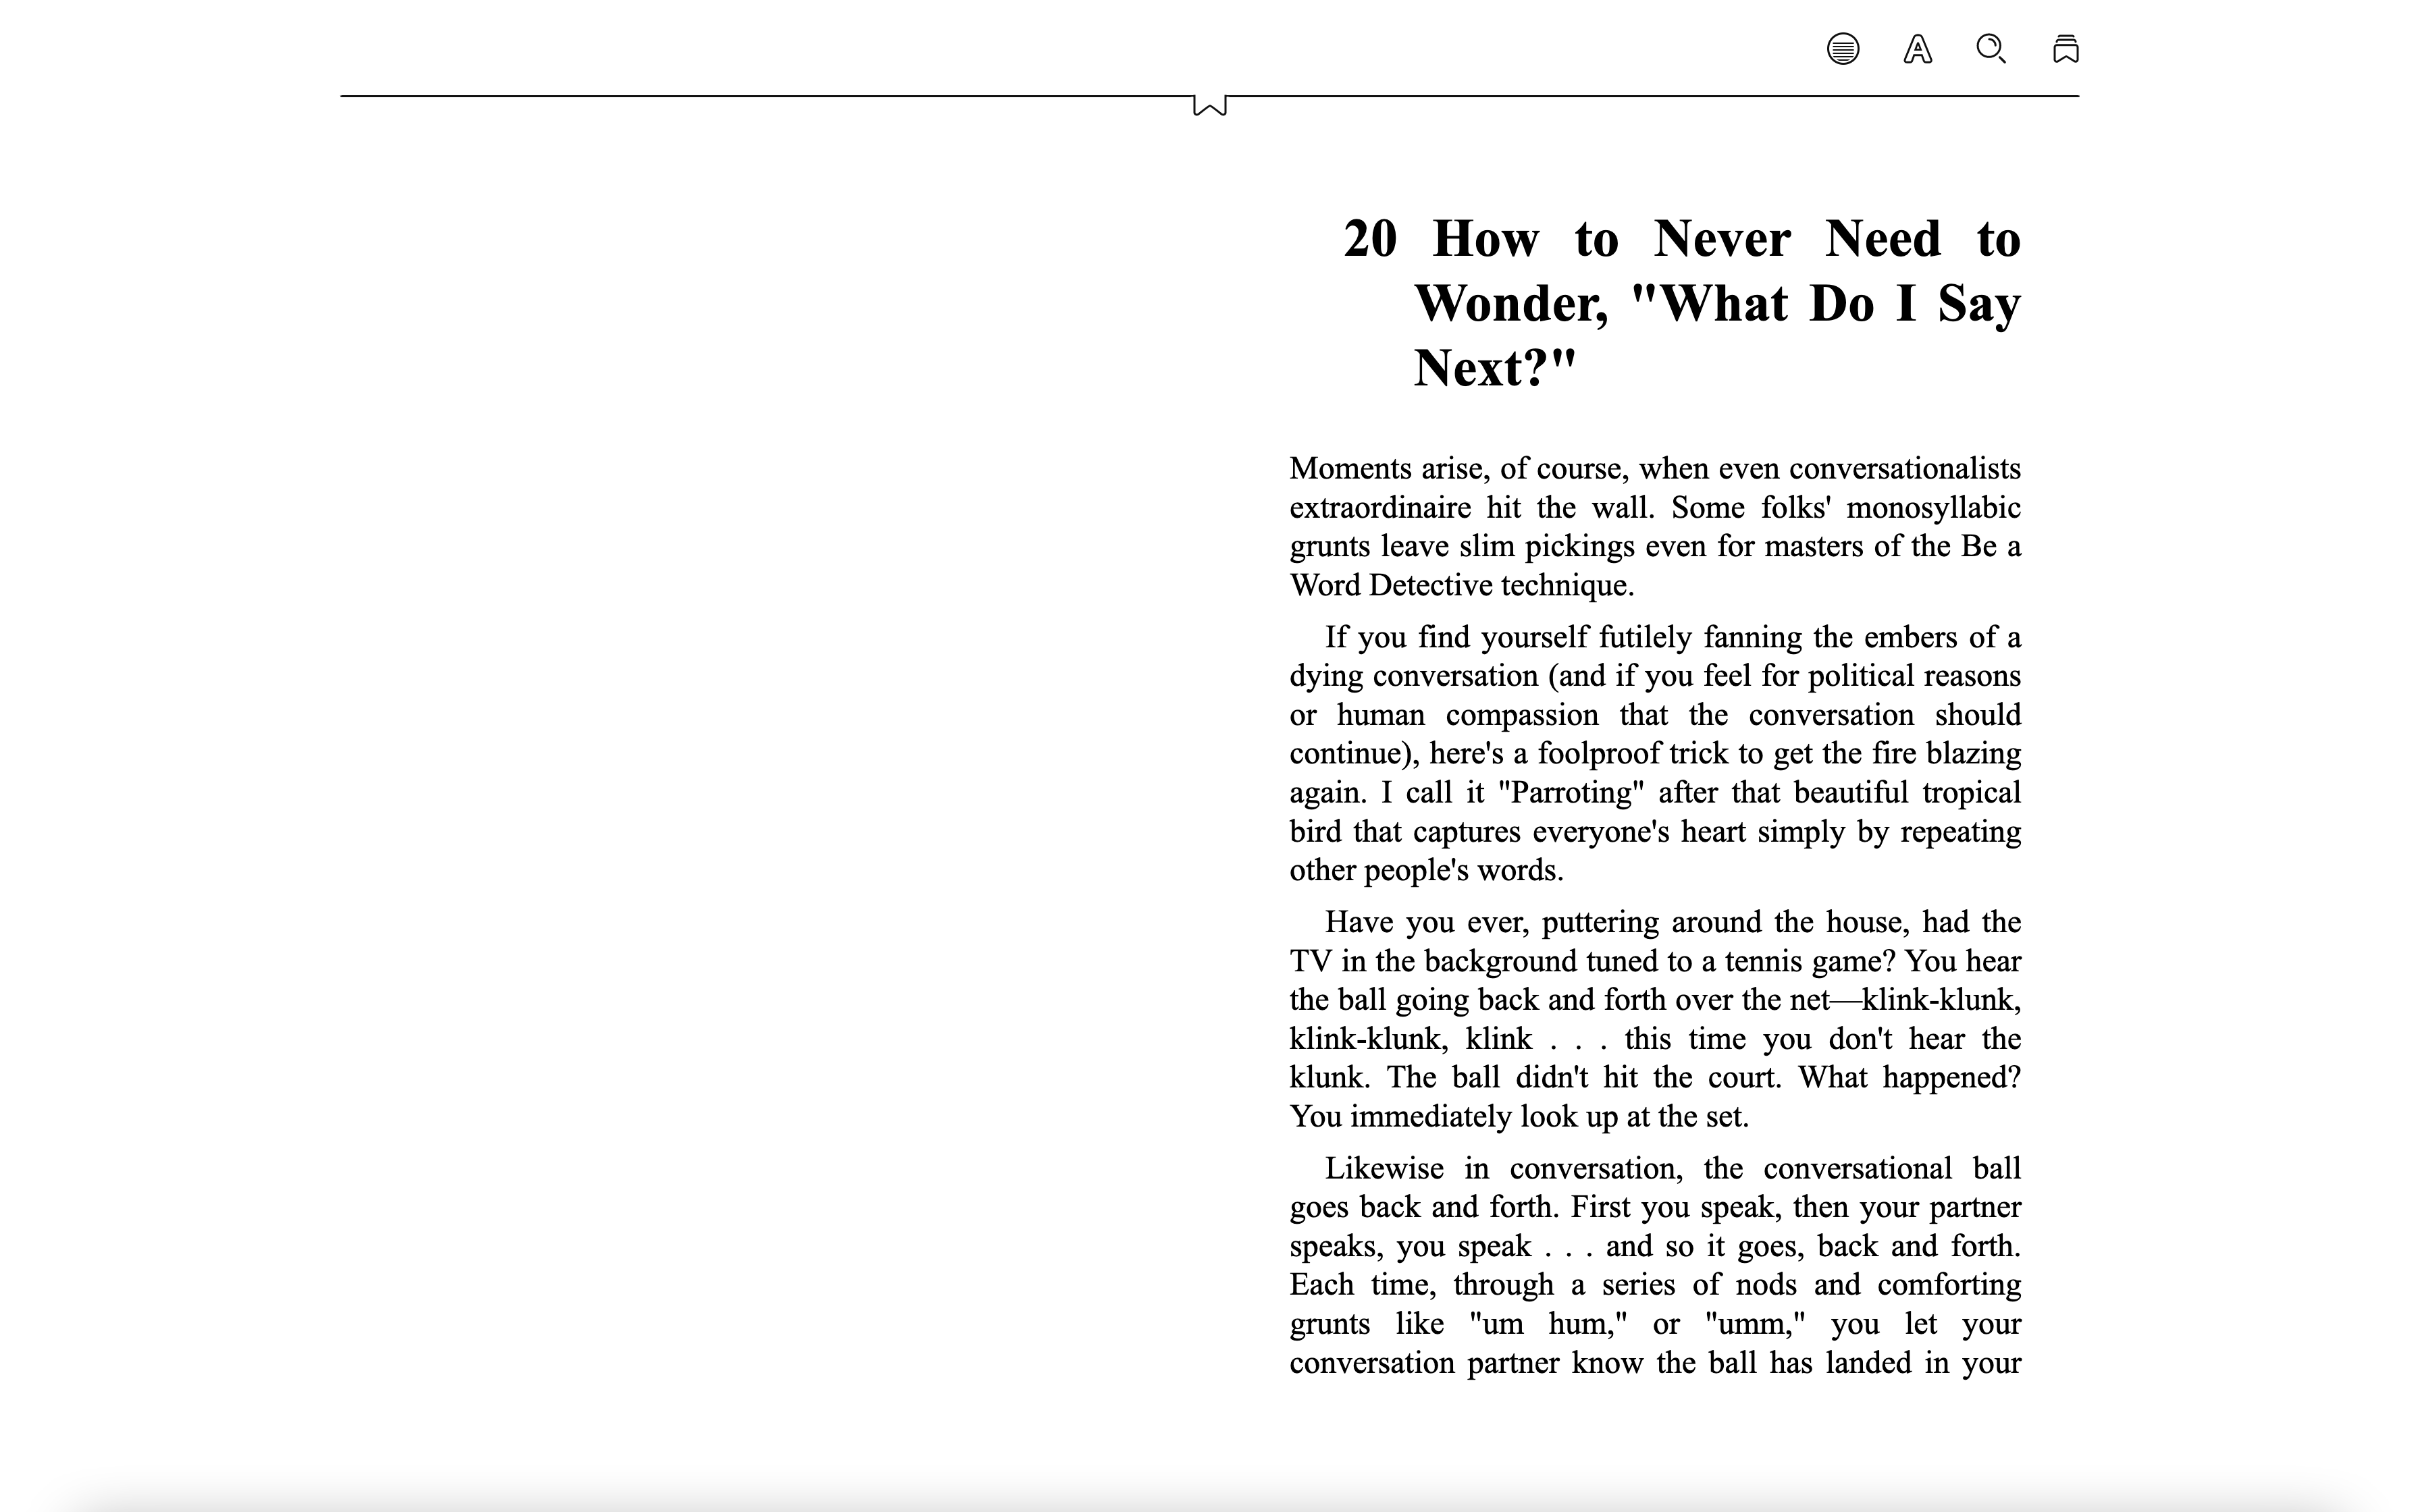 20 How to Never Need to
Wonder, "What Do I Say
Next?"
Moments arise, of course, when even conversationalists
extraordinaire hit the wall. Some folks' monosyllabic
grunts leave slim pickings even for masters of the Be a
Word Detective technique.
If you find yourself futilely fanning the embers of a
dying conversation (and if you feel for political reasons
or human compassion that the conversation should
continue), here's a foolproof trick to get the fire blazing
again. I call it "Parroting" after that beautiful tropical
bird that captures everyone's heart simply by repeating
other people's words.
Have you ever, puttering around the house, had the
TV in the background tuned to a tennis game? You hear
the ball going back and forth over the net—klink-klunk,
klink-klunk, klink . . . this time you don't hear the
klunk. The ball didn't hit the court. What happened?
You immediately look up at the set.
Likewise in conversation, the conversational ball
goes back and forth. First you speak, then your partner
speaks, you speak . . . and so it goes, back and forth.
Each time, through a series of nods and comforting
grunts like "um hum," or "umm," you let your
conversation partner know the ball has landed in your